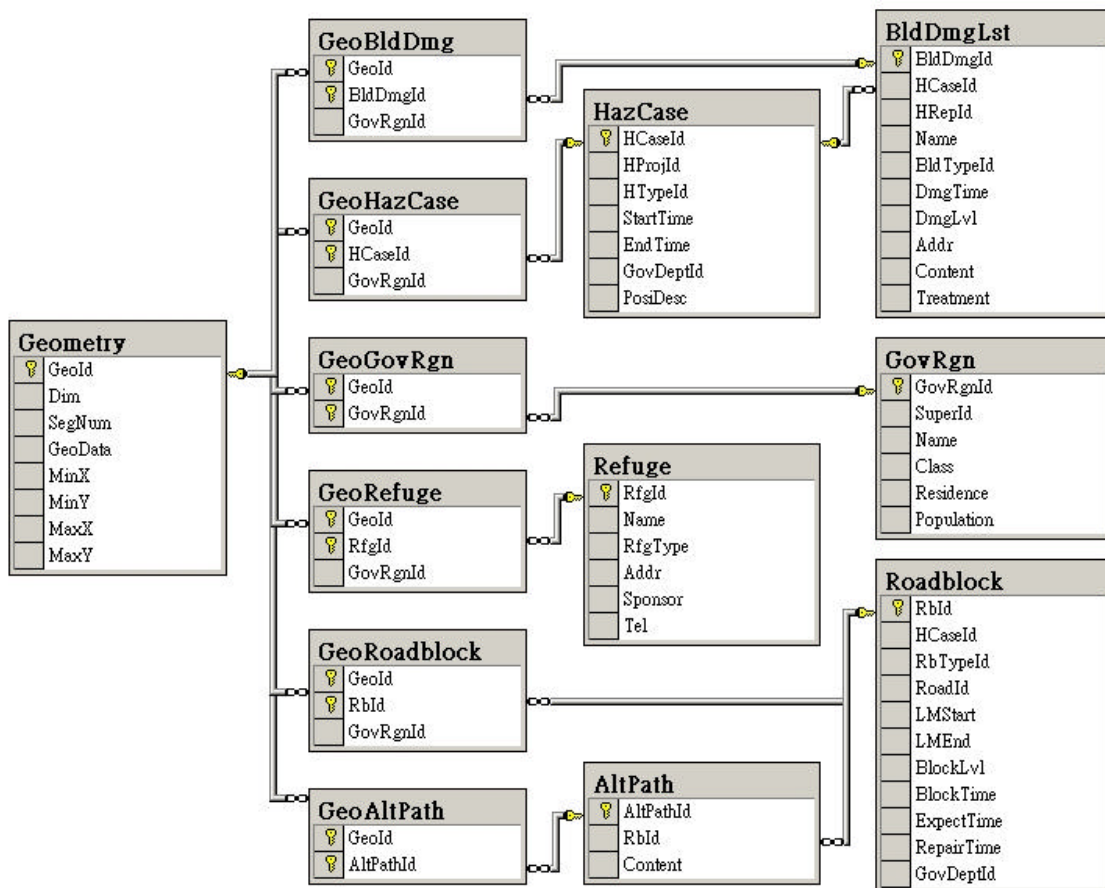 Geometry
GeoId
Dim
SegNum
GeoData
MinX
MinY
MaxX
MaxY
GeoBldDmg
GeoId
BldDmgId
GovRgnId
GeoHazCase
GeoId
HCaseId
GovRgnId
GeoGovRgn
GeoId
GovRgnId
GeoRefuge
GeoId
RfgId
GovRgnId
GeoRoadblock
GeoId
RbId
GovRgnId
GeoAltPath
GeoId
AltPathId
HazCase
HCaseId
HProjId
HTypeId
StartTime
EndTime
GovDeptId
PosiDesc
Refuge
RfgId
Name
RfgType
Addr
Sponsor
Tel
AltPath
AltPathId
RbId
Content
BldDmgLst
BldDmgId
HCaseId
HRepId
Name
BldTypeId
DmgTime
DmgLvl
Addr
Content
Treatment
GovRgn
GovRgnId
SuperId
Name
Class
Residence
Population
Roadblock
RbId
HCaseId
RbTypeId
RoadId
LMStart
LMEnd
BlockLvl
BlockTime
ExpectTime
RepairTime
GovDeptId